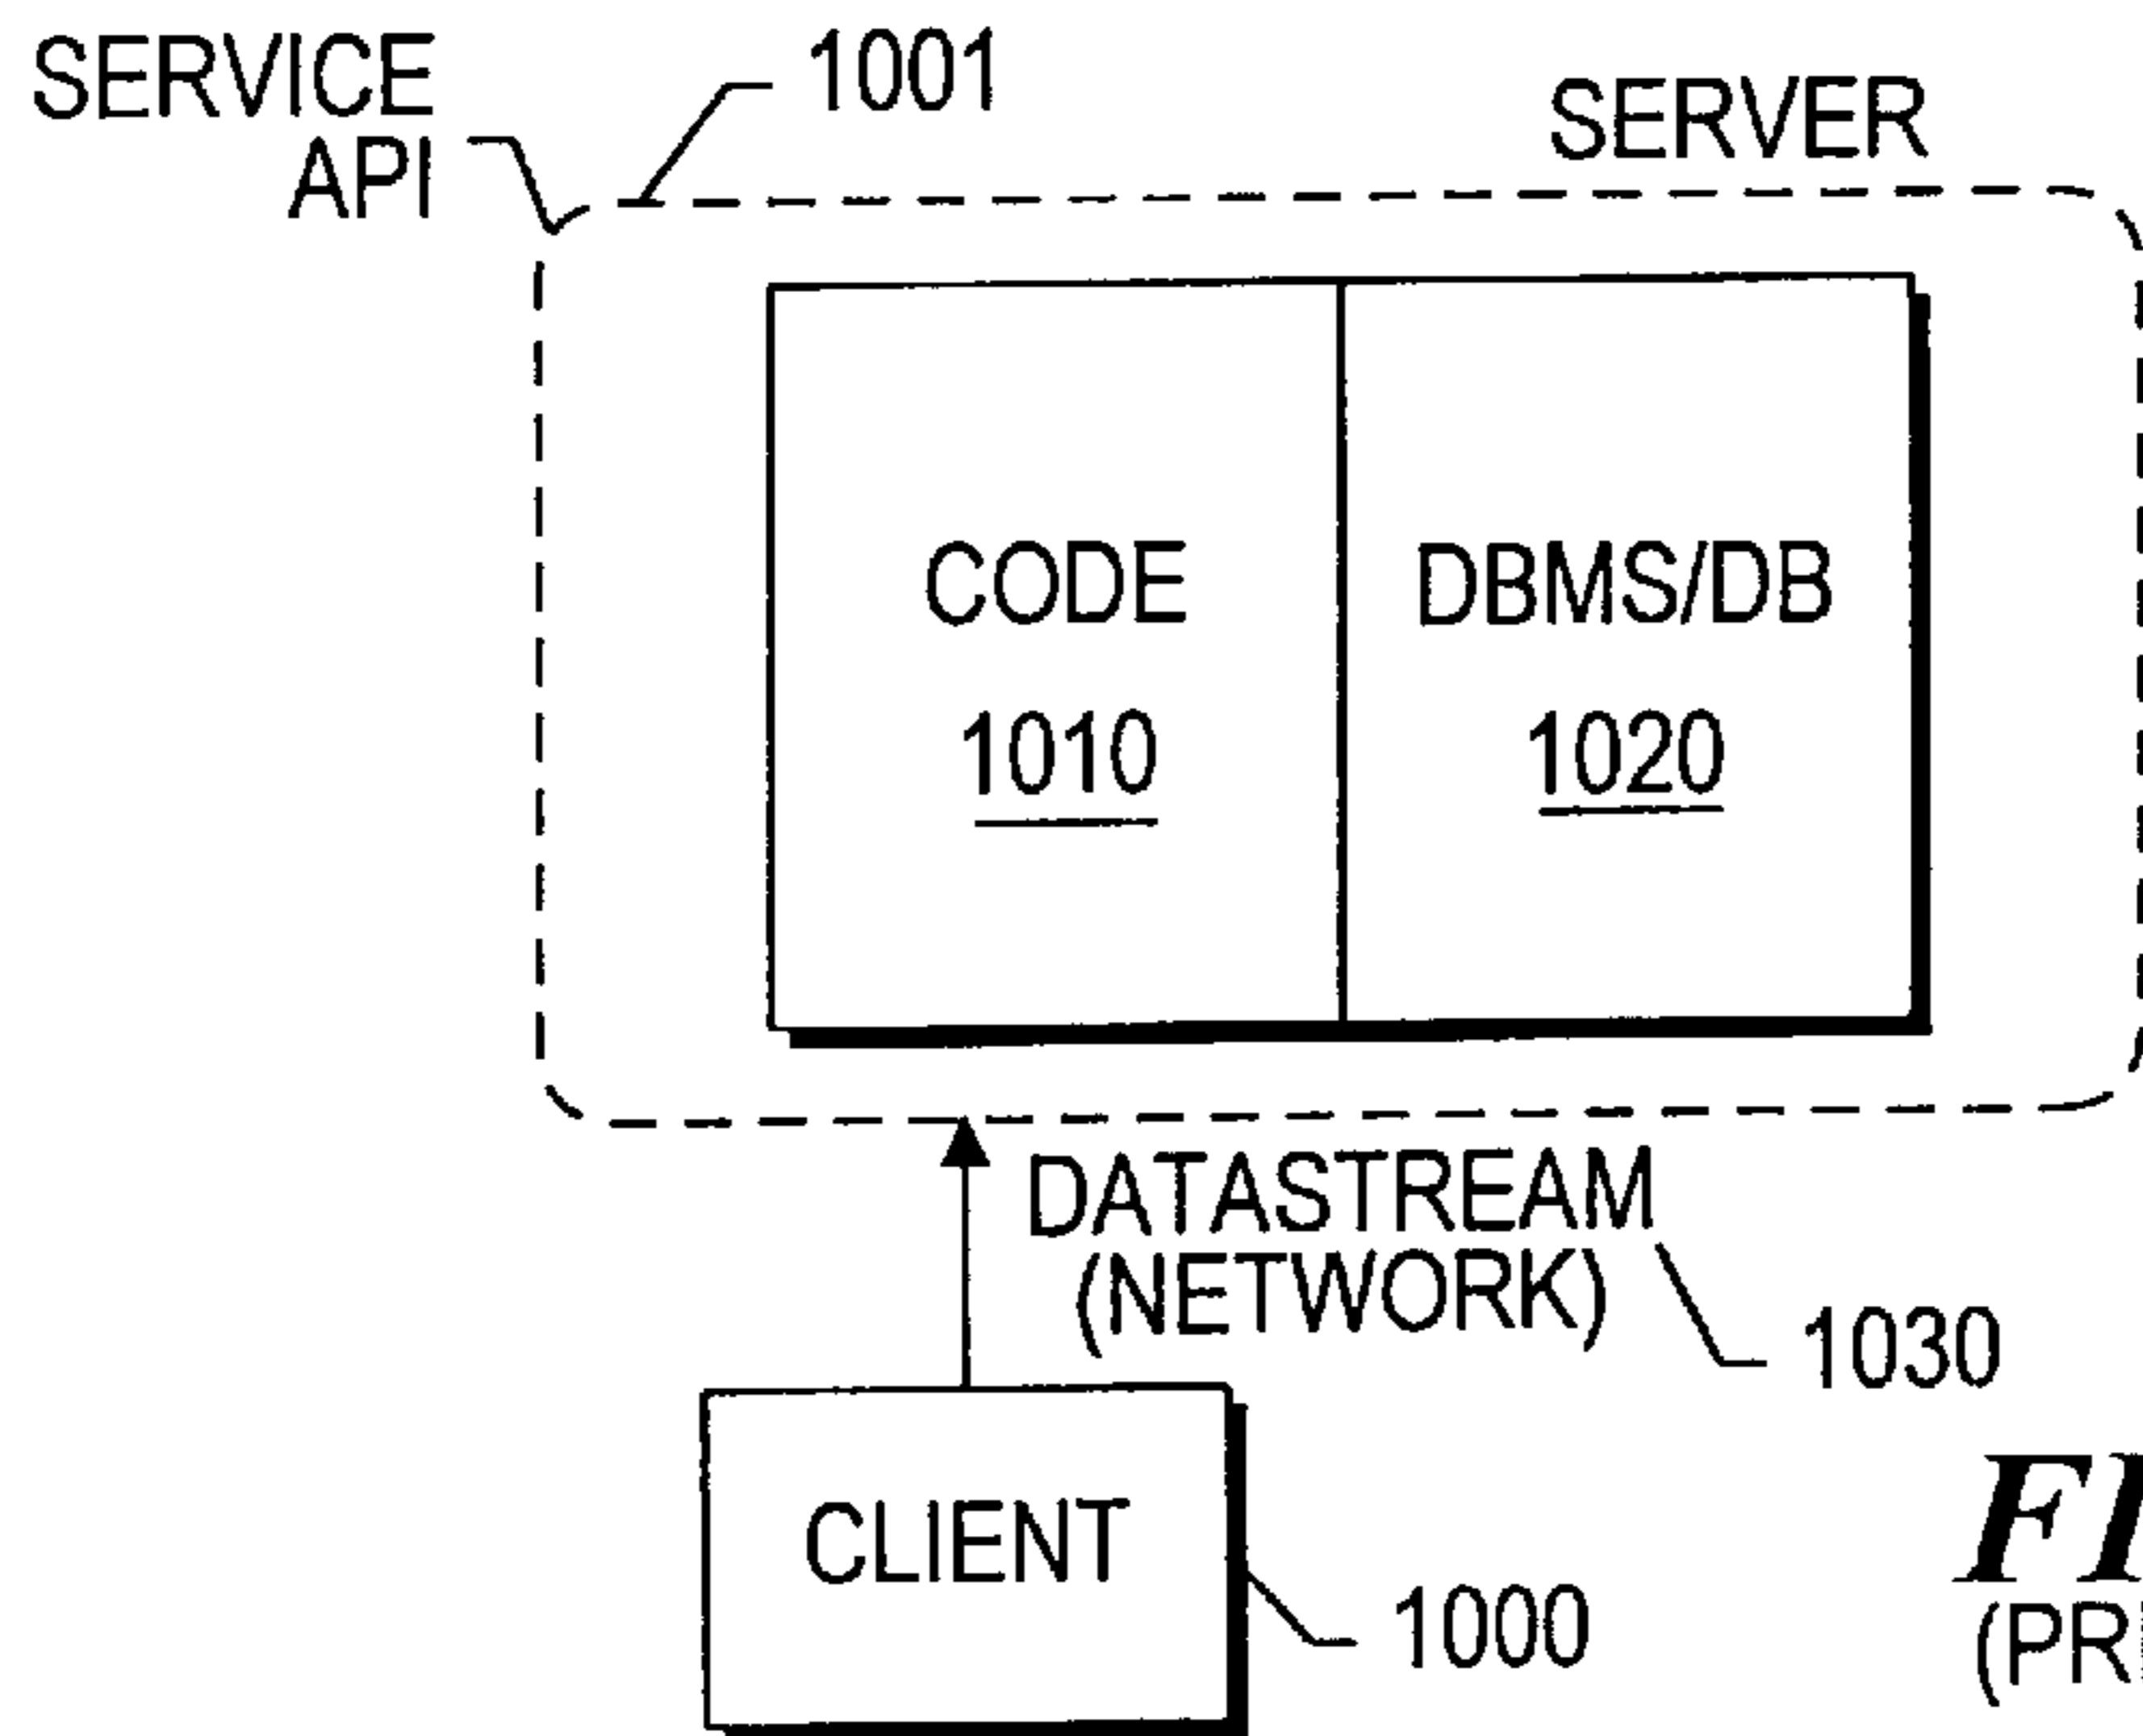 SERVICE
API
1001
SERVER
CODE
1010
DBMS/DB
1020
DATASTREAM
(NETWORK)
1030
CLIENT
1000